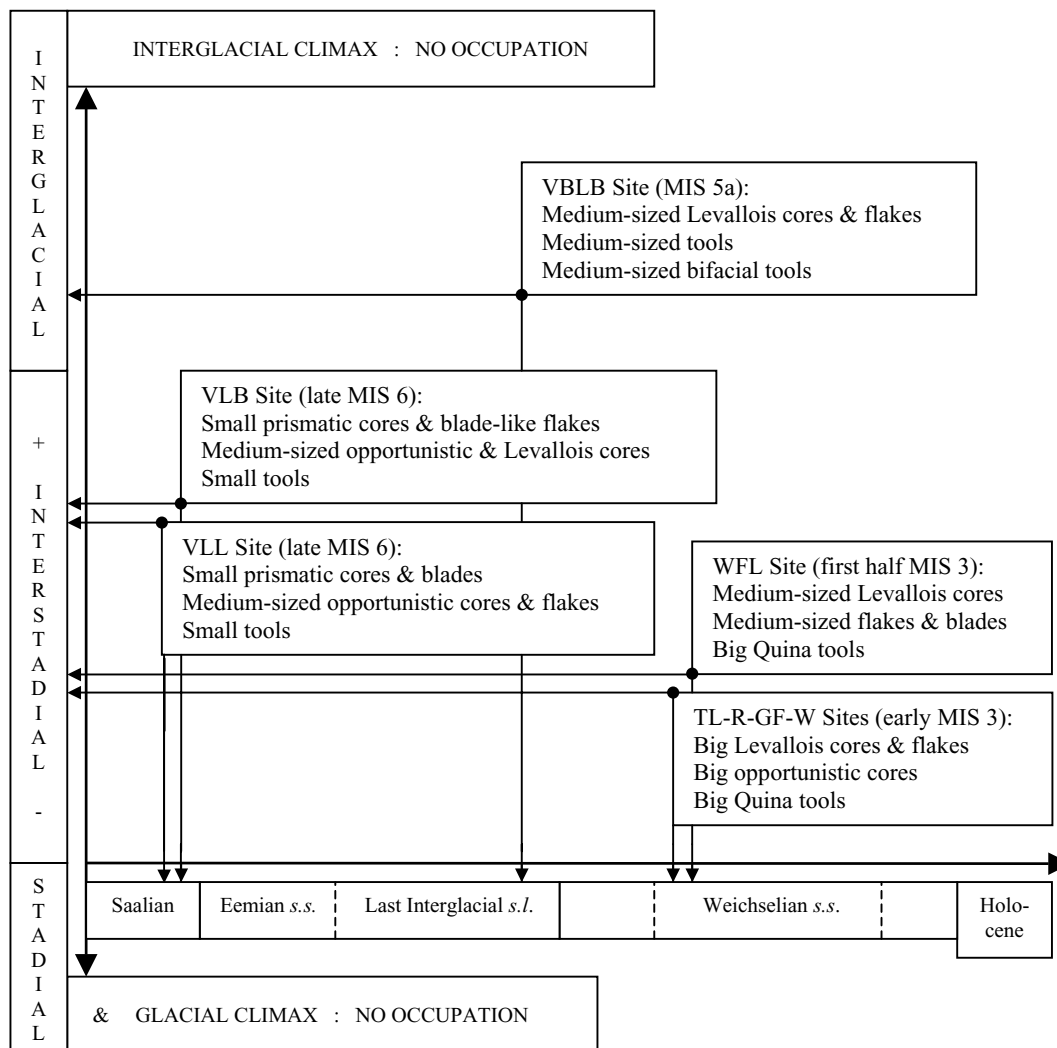 INTERGLACIAL
INTERGLACIAL CLIMAX : NO OCCUPATION
VBLB Site (MIS 5a):
Medium-sized Levallois cores & flakes
Medium-sized tools
Medium-sized bifacial tools
+ INTERSTADIAL -
VLB Site (late MIS 6):
Small prismatic cores & blade-like flakes
Medium-sized opportunistic & Levallois cores
Small tools
VLL Site (late MIS 6):
Small prismatic cores & blades
Medium-sized opportunistic cores & flakes
Small tools
WFL Site (first half MIS 3):
Medium-sized Levallois cores
Medium-sized flakes & blades
Big Quina tools
TL-R-GF-W Sites (early MIS 3):
Big Levallois cores & flakes
Big opportunistic cores
Big Quina tools
STADIAL
Saalian
Eemian s.s.
Last Interglacial s.l.
Weichselian s.s.
Holo-
cene
& GLACIAL CLIMAX : NO OCCUPATION